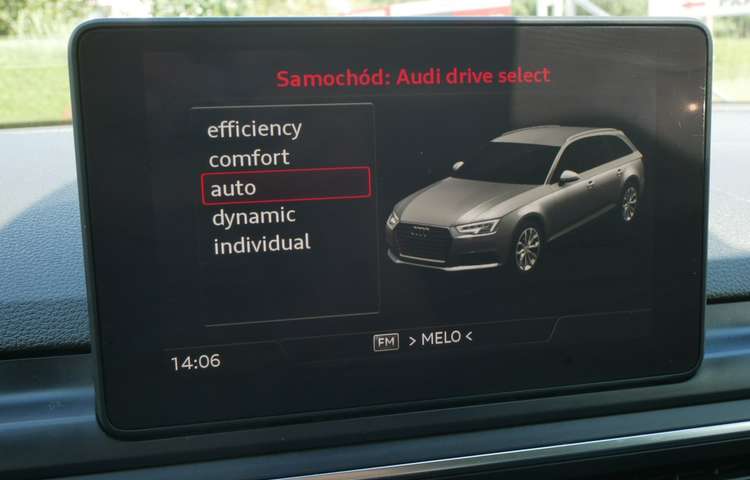 Samochód: Audi drive select
efficiency
comfort
auto
dynamic
individual
FM > MELO <
14:06